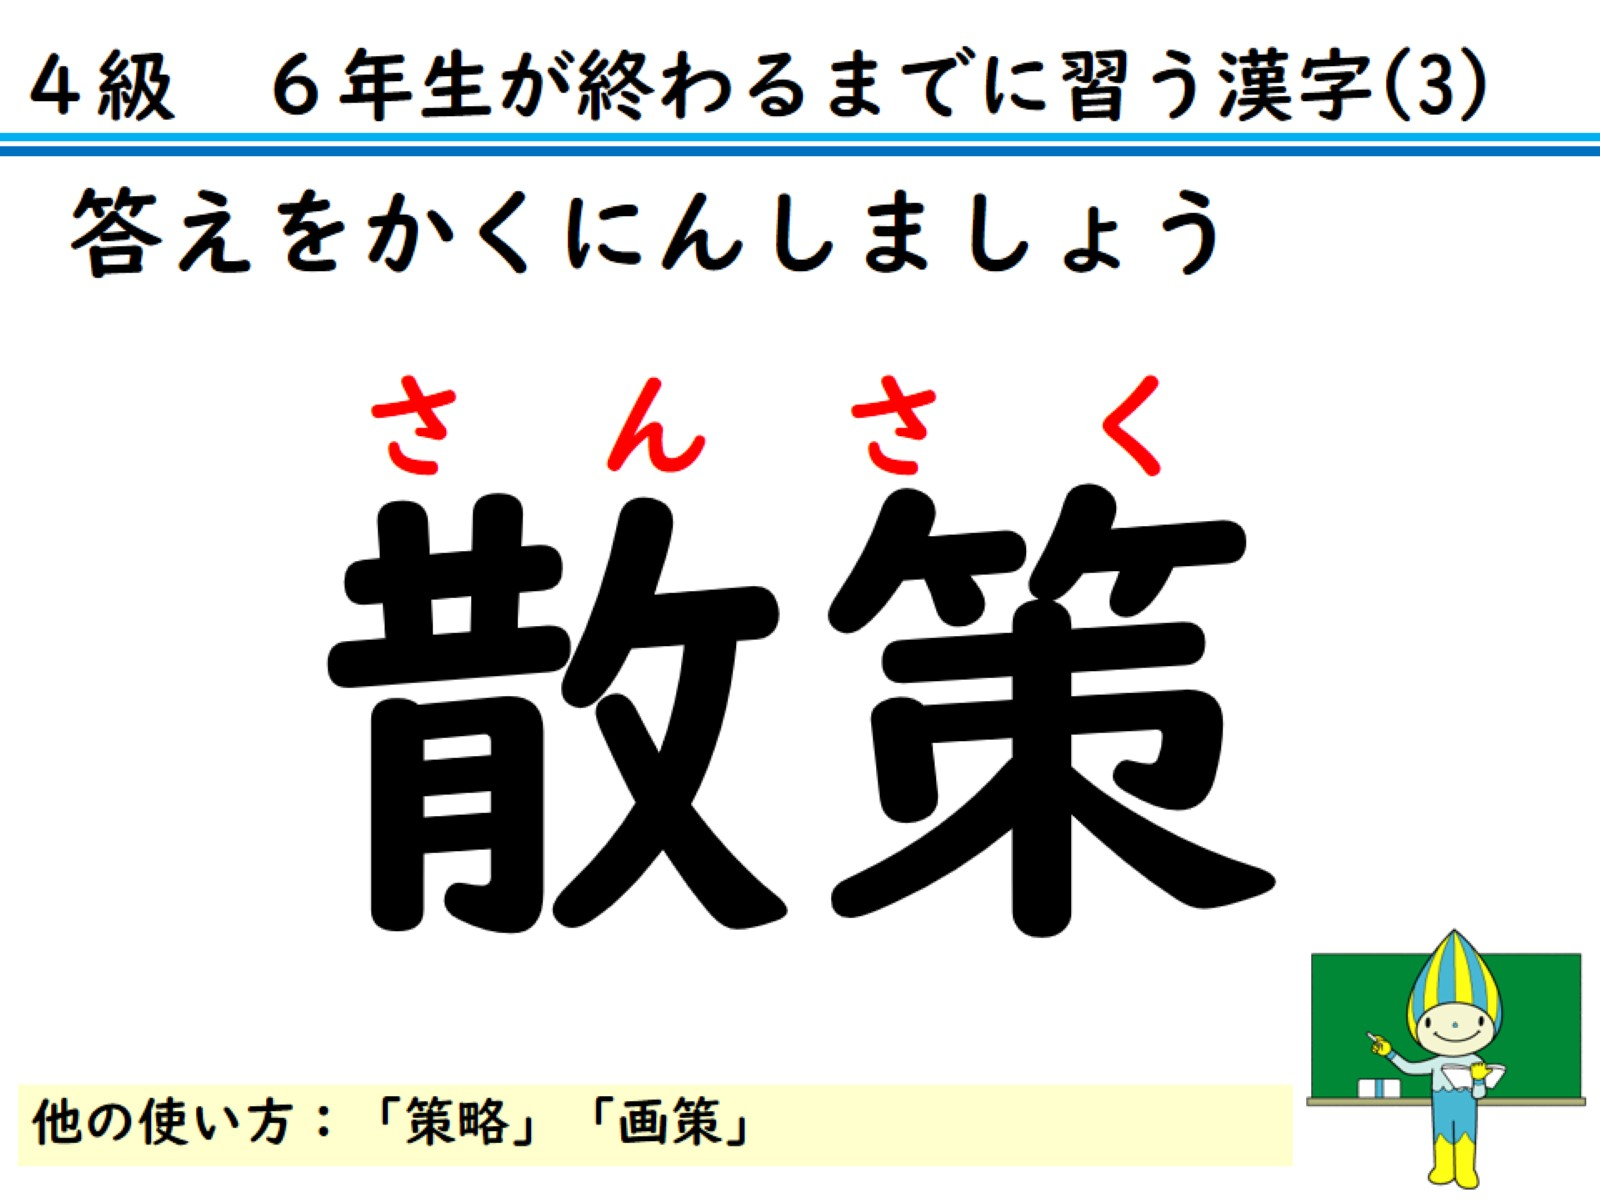 ４級　６年生が終わるまでに習う漢字(3)
答えをかくにんしましょう
さんさく
散策
他の使い方：「策略」「画策」